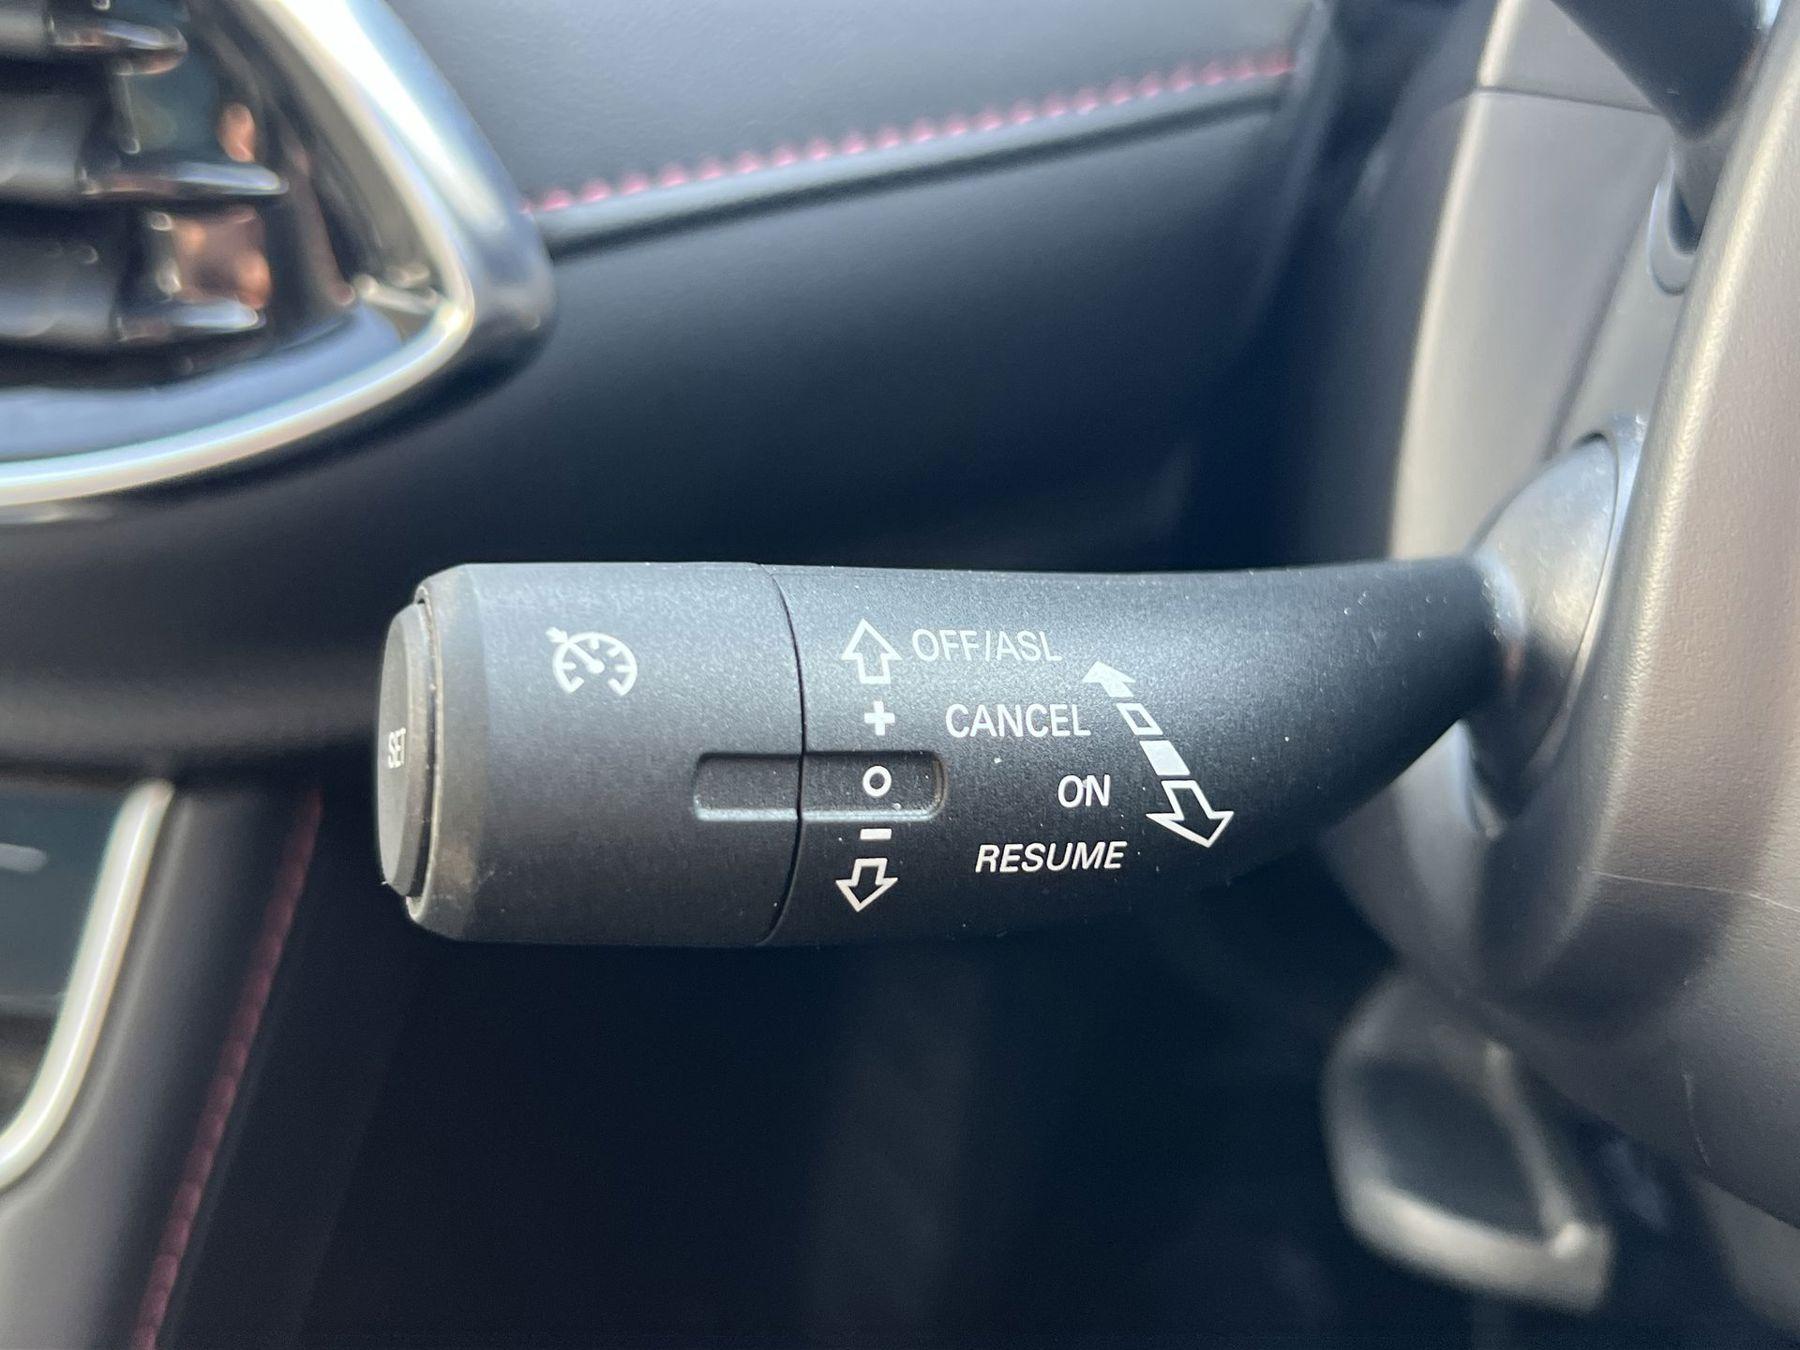 OFF/ASL
+ CANCEL
SET
O ON
− RESUME